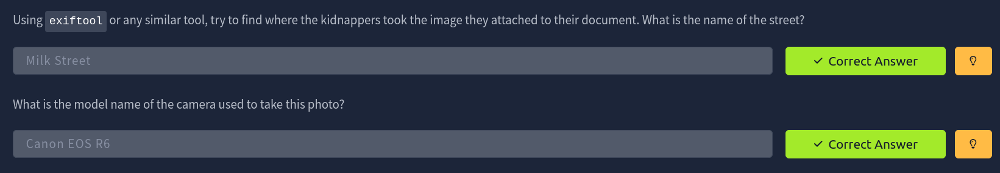 Using exiftool or any similar tool, try to find where the kidnappers took the image they attached to their document. What is the name of the street?
Milk Street
Correct Answer
What is the model name of the camera used to take this photo?
Canon EOS R6
Correct Answer